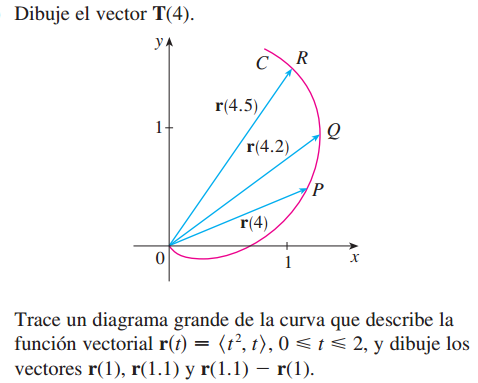 Dibuje el vector T(4).
y
C
R
r(4.5)
1
Q
r(4.2)
P
r(4)
0
1
x
Trace un diagrama grande de la curva que describe la
función vectorial r(t) = ⟨t², t⟩, 0 ≤ t ≤ 2, y dibuje los
vectores r(1), r(1.1) y r(1.1) − r(1).